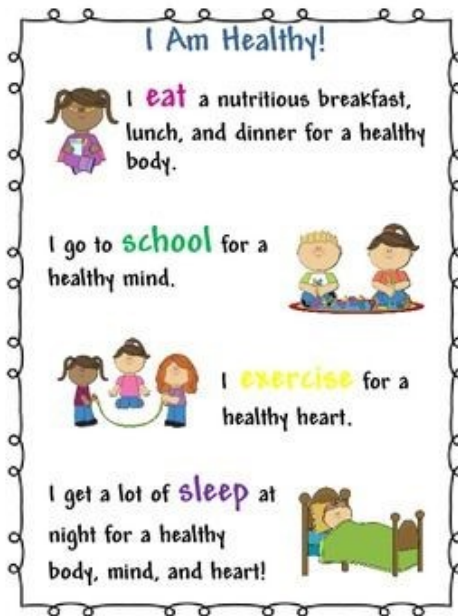 I Am Healthy!
I eat a nutritious breakfast,
lunch, and dinner for a healthy
body.
I go to school for a
healthy mind.
I exercise for a
healthy heart.
I get a lot of sleep at
night for a healthy
body, mind, and heart!